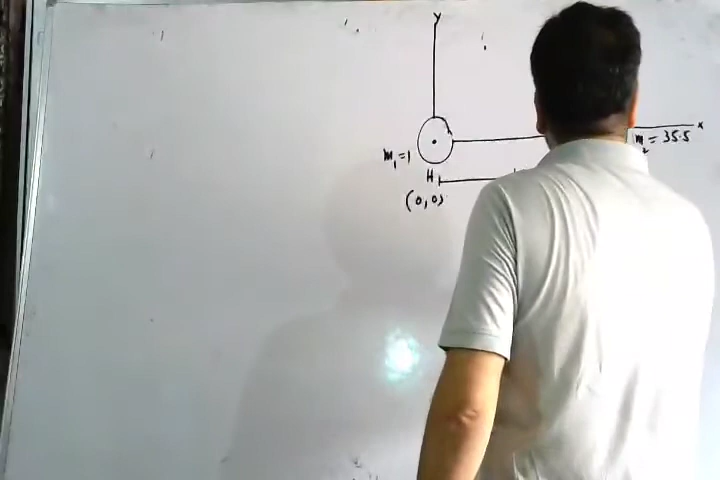 Y
x
m₁=1
m₂ = 35.5
H
(0,0)